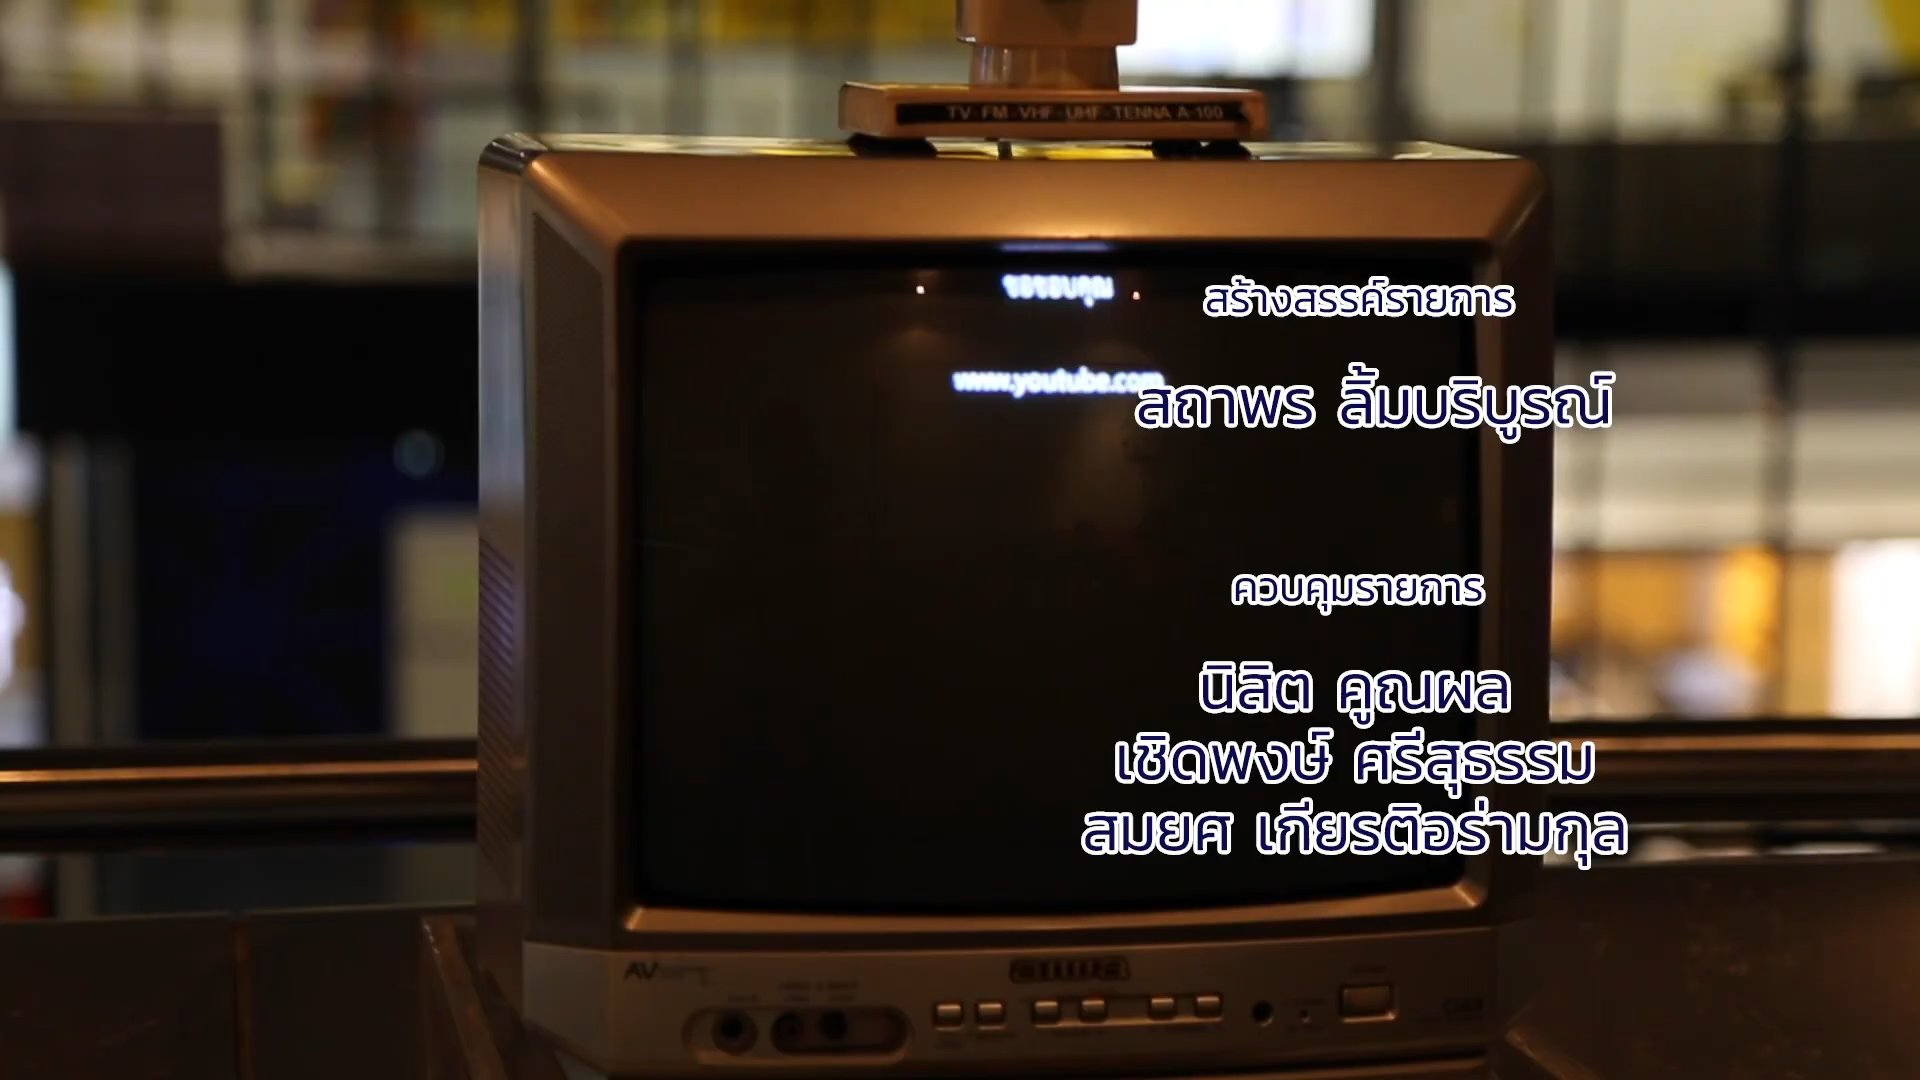 TV-FM-VHF-UHF-TENNA A-100
ขอขอบคุณ
สร้างสรรค์รายการ
www.youtube.com
สถาพร ลิ้มบริบูรณ์
ควบคุมรายการ
นิสิต คูณผล
เชิดพงษ์ ศรีสุธรรม
สมยศ เกียรติอร่ามกุล
AV
aiwa